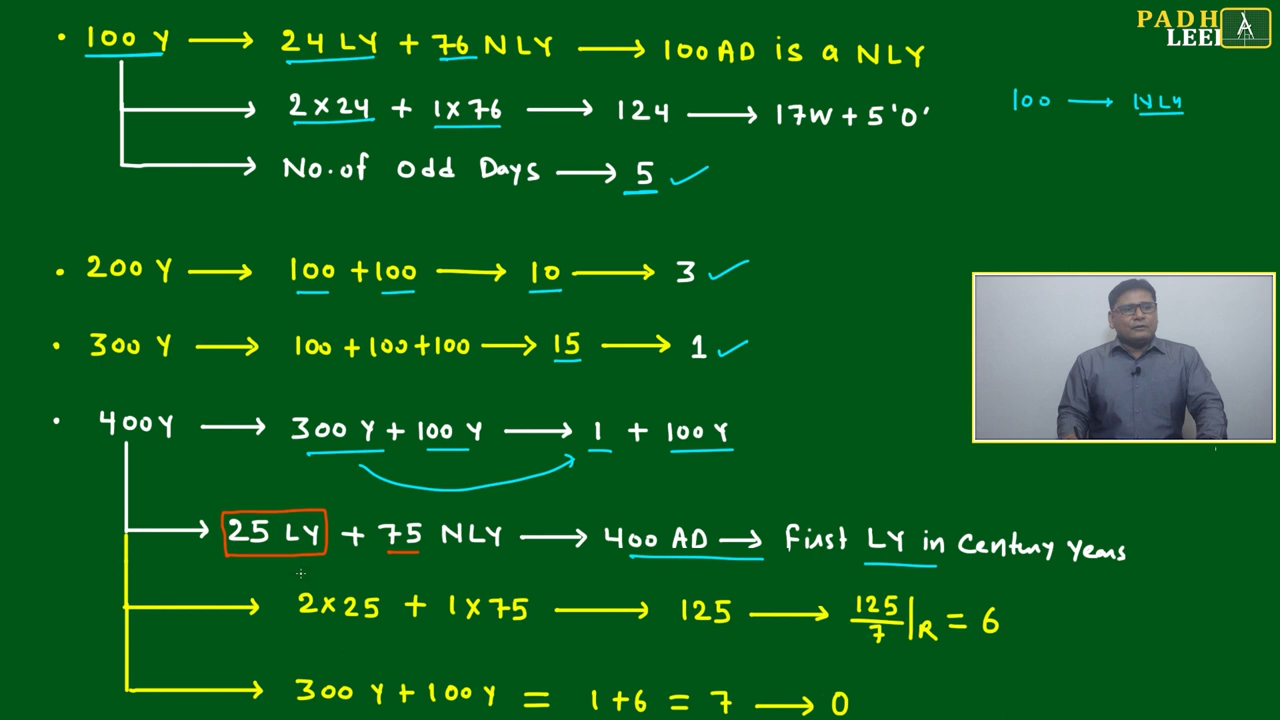 PADH
LEEI
• 100 Y → 24 LY + 76 NLY → 100 AD is a NLY
→ 2 × 24 + 1 × 76 → 124 → 17W + 5 'O'
100 → NLY
→ No. of Odd Days → 5 ✓
• 200 Y → 100 + 100 → 10 → 3 ✓
• 300 Y → 100 + 100 + 100 → 15 → 1 ✓
• 400 Y → 300 Y + 100 Y → 1 + 100 Y
→ 25 LY + 75 NLY → 400 AD → First LY in Century Years
→ 2 × 25 + 1 × 75 → 125 → 125/7|R = 6
→ 300 Y + 100 Y = 1 + 6 = 7 → 0